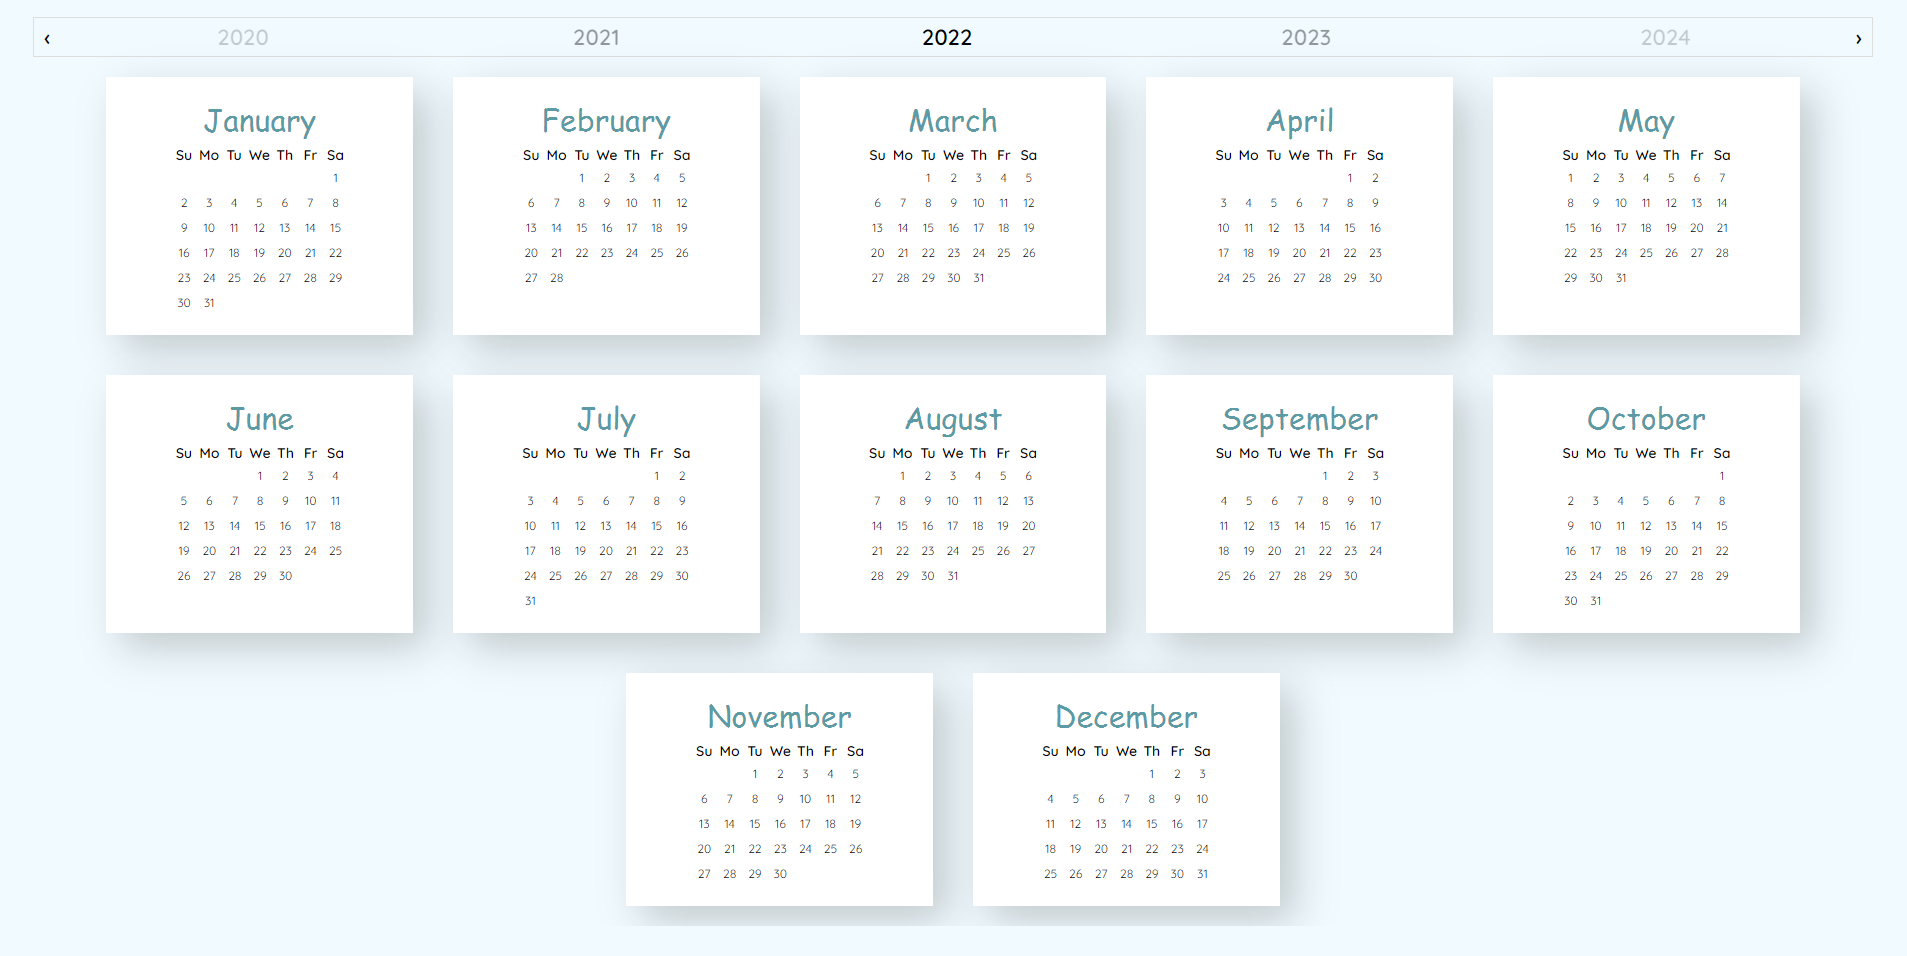 ‹ 2020 2021 2022 2023 2024 ›
January
Su Mo Tu We Th Fr Sa
1
2 3 4 5 6 7 8
9 10 11 12 13 14 15
16 17 18 19 20 21 22
23 24 25 26 27 28 29
30 31
February
Su Mo Tu We Th Fr Sa
1 2 3 4 5
6 7 8 9 10 11 12
13 14 15 16 17 18 19
20 21 22 23 24 25 26
27 28
March
Su Mo Tu We Th Fr Sa
1 2 3 4 5
6 7 8 9 10 11 12
13 14 15 16 17 18 19
20 21 22 23 24 25 26
27 28 29 30 31
April
Su Mo Tu We Th Fr Sa
1 2
3 4 5 6 7 8 9
10 11 12 13 14 15 16
17 18 19 20 21 22 23
24 25 26 27 28 29 30
May
Su Mo Tu We Th Fr Sa
1 2 3 4 5 6 7
8 9 10 11 12 13 14
15 16 17 18 19 20 21
22 23 24 25 26 27 28
29 30 31
June
Su Mo Tu We Th Fr Sa
1 2 3 4
5 6 7 8 9 10 11
12 13 14 15 16 17 18
19 20 21 22 23 24 25
26 27 28 29 30
July
Su Mo Tu We Th Fr Sa
1 2
3 4 5 6 7 8 9
10 11 12 13 14 15 16
17 18 19 20 21 22 23
24 25 26 27 28 29 30
31
August
Su Mo Tu We Th Fr Sa
1 2 3 4 5 6
7 8 9 10 11 12 13
14 15 16 17 18 19 20
21 22 23 24 25 26 27
28 29 30 31
September
Su Mo Tu We Th Fr Sa
1 2 3
4 5 6 7 8 9 10
11 12 13 14 15 16 17
18 19 20 21 22 23 24
25 26 27 28 29 30
October
Su Mo Tu We Th Fr Sa
1
2 3 4 5 6 7 8
9 10 11 12 13 14 15
16 17 18 19 20 21 22
23 24 25 26 27 28 29
30 31
November
Su Mo Tu We Th Fr Sa
1 2 3 4 5
6 7 8 9 10 11 12
13 14 15 16 17 18 19
20 21 22 23 24 25 26
27 28 29 30
December
Su Mo Tu We Th Fr Sa
1 2 3
4 5 6 7 8 9 10
11 12 13 14 15 16 17
18 19 20 21 22 23 24
25 26 27 28 29 30 31